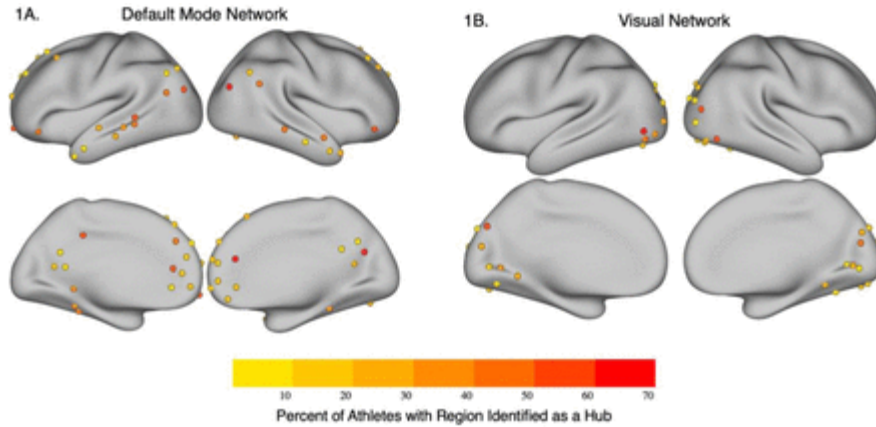 1A. Default Mode Network
1B. Visual Network
10 20 30 40 50 60 70
Percent of Athletes with Region Identified as a Hub